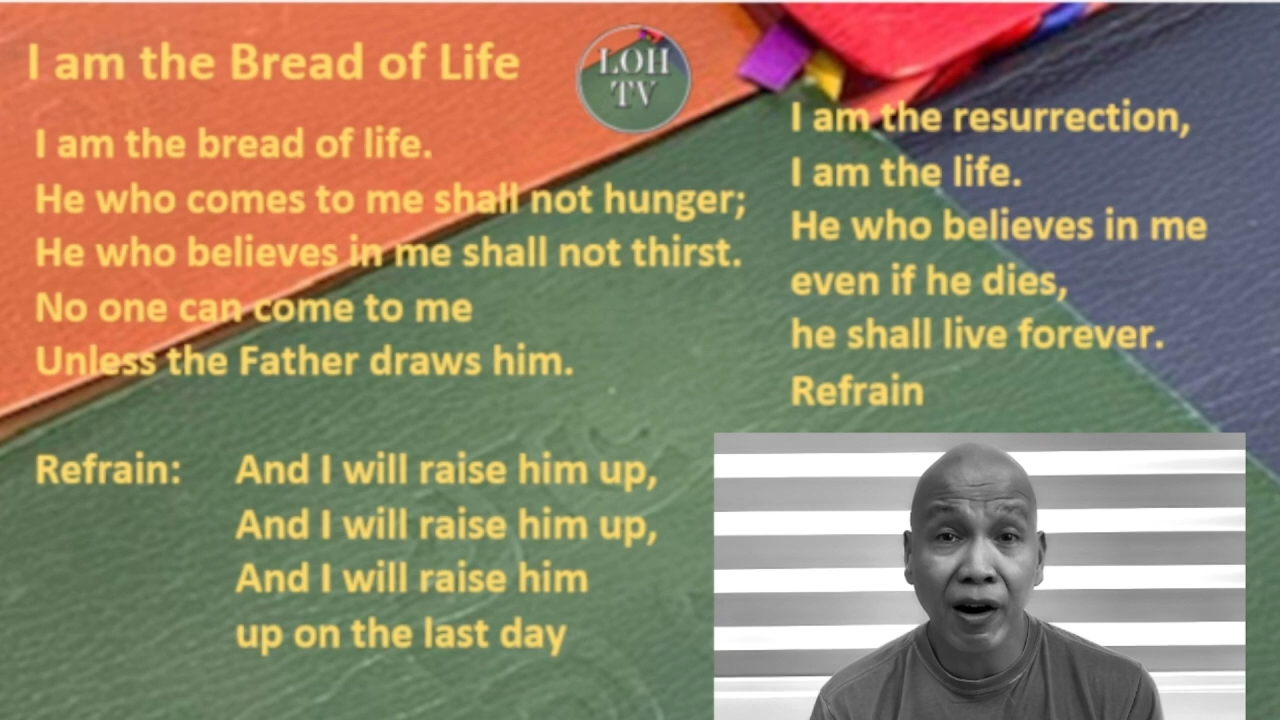 I am the Bread of Life
LOH
TV
I am the bread of life.
He who comes to me shall not hunger;
He who believes in me shall not thirst.
No one can come to me
Unless the Father draws him.
Refrain: And I will raise him up,
And I will raise him up,
And I will raise him
up on the last day
I am the resurrection,
I am the life.
He who believes in me
even if he dies,
he shall live forever.
Refrain